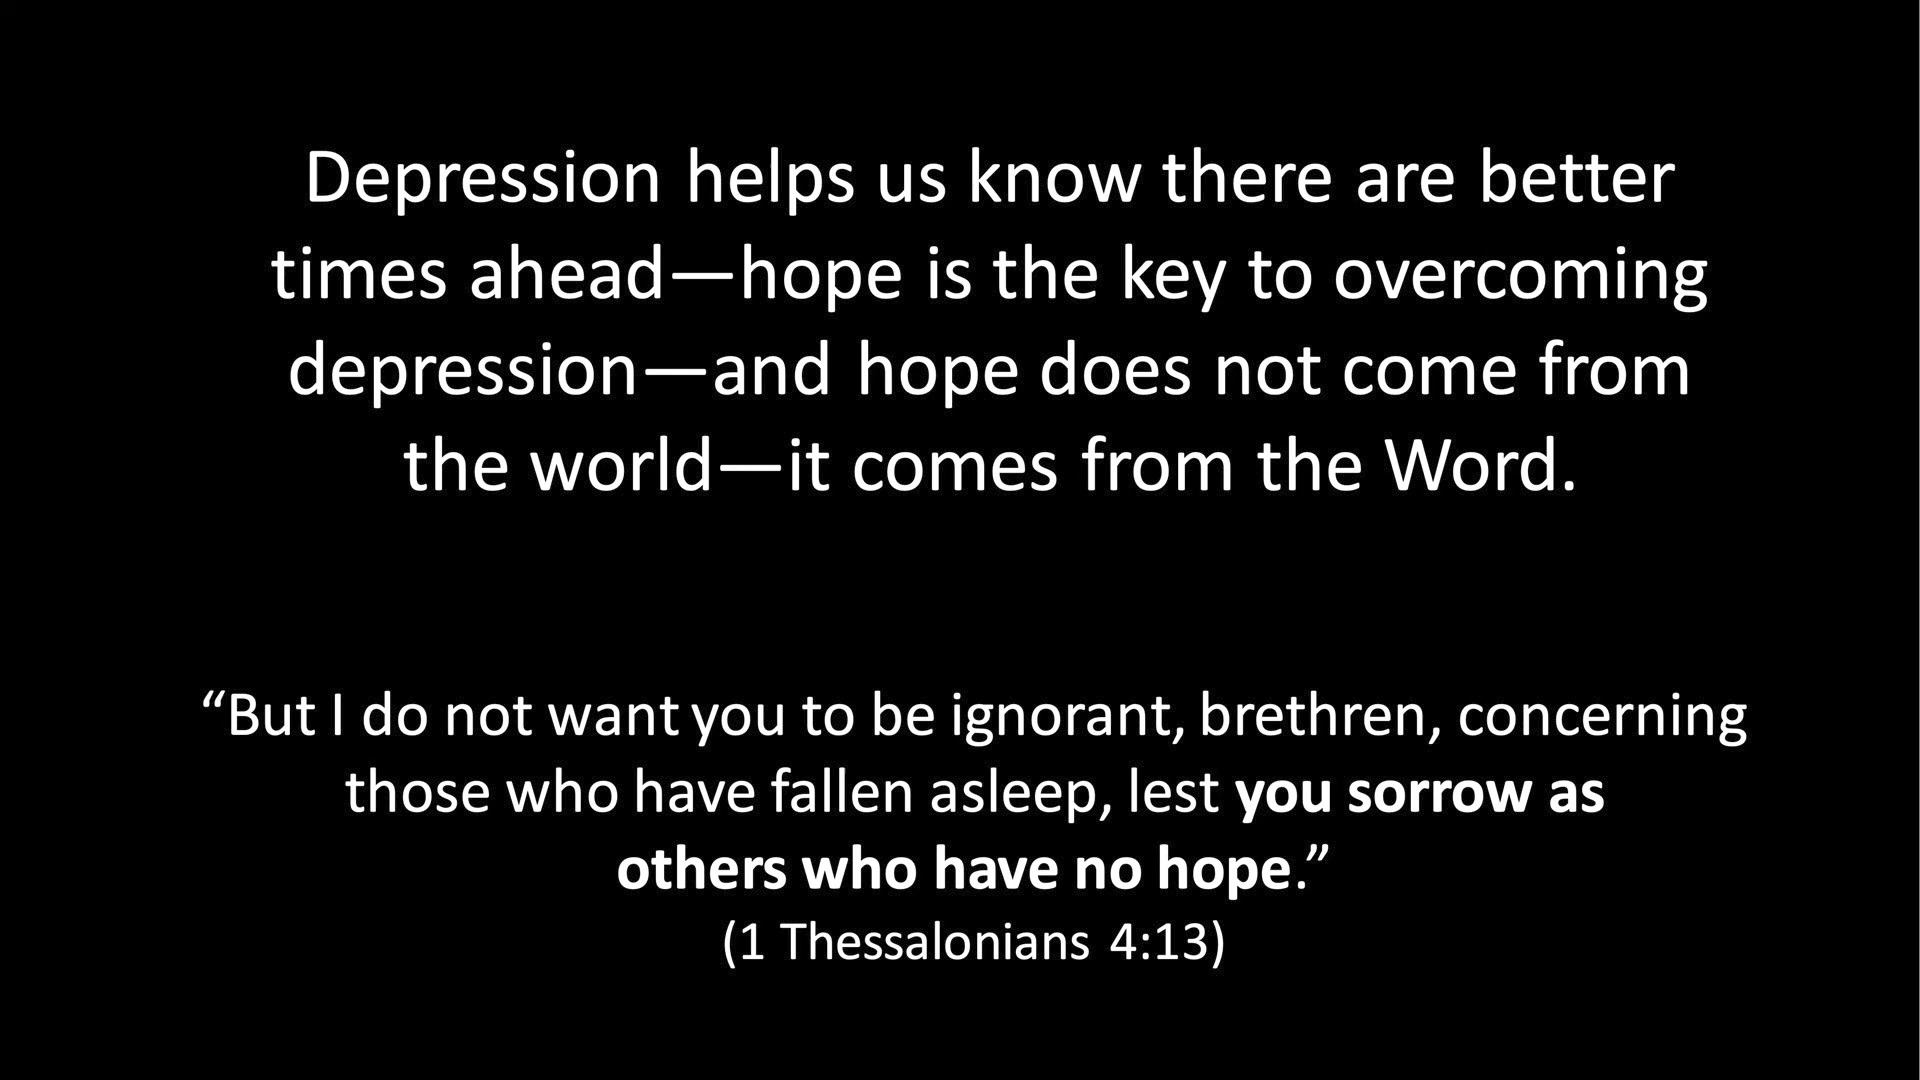 Depression helps us know there are better
times ahead—hope is the key to overcoming
depression—and hope does not come from
the world—it comes from the Word.
“But I do not want you to be ignorant, brethren, concerning
those who have fallen asleep, lest you sorrow as
others who have no hope.”
(1 Thessalonians 4:13)